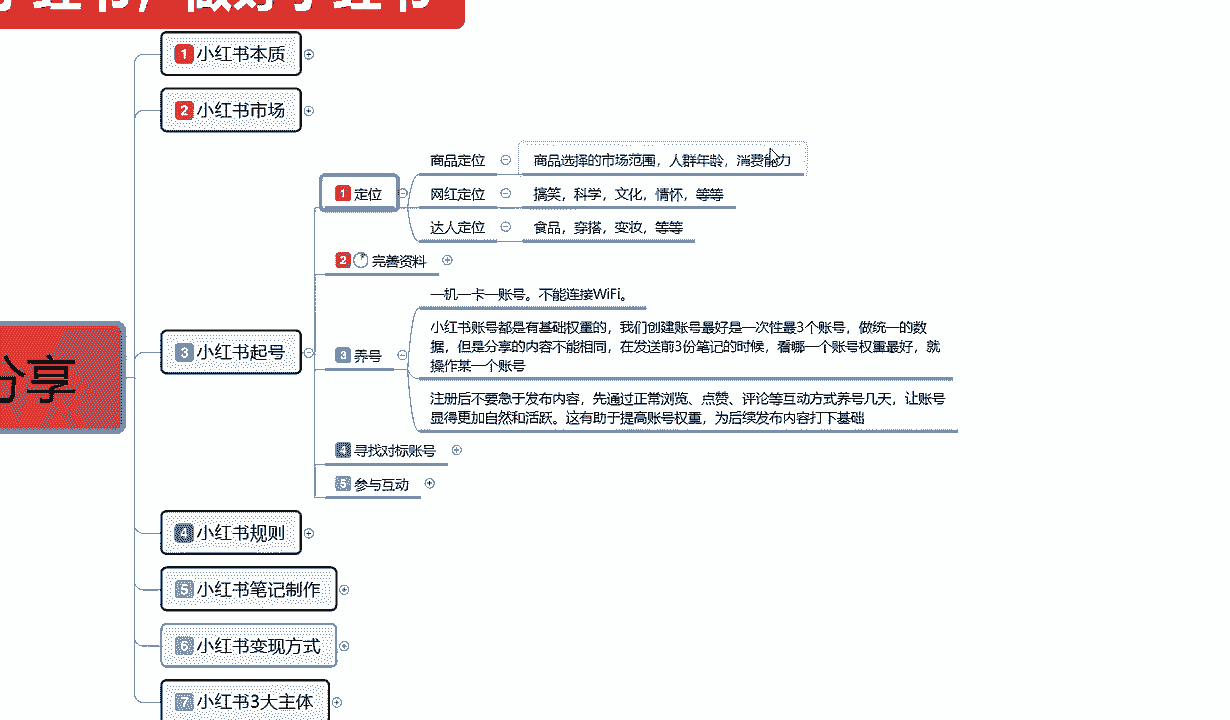 小红书，做好小红书
分享
1 小红书本质
2 小红书市场
3 小红书起号
1 定位
商品定位
商品选择的市场范围，人群年龄，消费能力
网红定位
搞笑，科学，文化，情怀，等等
达人定位
食品，穿搭，变妆，等等
2 完善资料
3 养号
一机一卡一账号。不能连接WiFi。
小红书账号都是有基础权重的，我们创建账号最好是一次性最3个账号，做统一的数
据，但是分享的内容不能相同，在发送前3份笔记的时候，看哪一个账号权重最好，就
操作某一个账号
注册后不要急于发布内容，先通过正常浏览、点赞、评论等互动方式养号几天，让账号
显得更加自然和活跃。这有助于提高账号权重，为后续发布内容打下基础
4 寻找对标账号
5 参与互动
4 小红书规则
5 小红书笔记制作
6 小红书变现方式
7 小红书3大主体